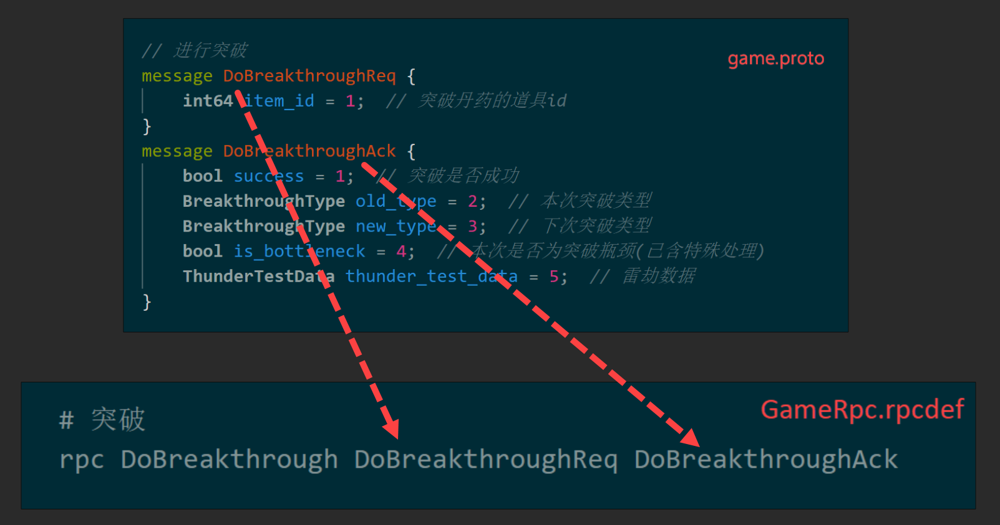 // 进行突破
game.proto
message DoBreakthroughReq {
int64 item_id = 1;  // 突破丹药的道具id
}
message DoBreakthroughAck {
bool success = 1;  // 突破是否成功
BreakthroughType old_type = 2;  // 本次突破类型
BreakthroughType new_type = 3;  // 下次突破类型
bool is_bottleneck = 4;  // 本次是否为突破瓶颈(已含特殊处理)
ThunderTestData thunder_test_data = 5;  // 雷劫数据
}
GameRpc.rpcdef
# 突破
rpc DoBreakthrough DoBreakthroughReq DoBreakthroughAck